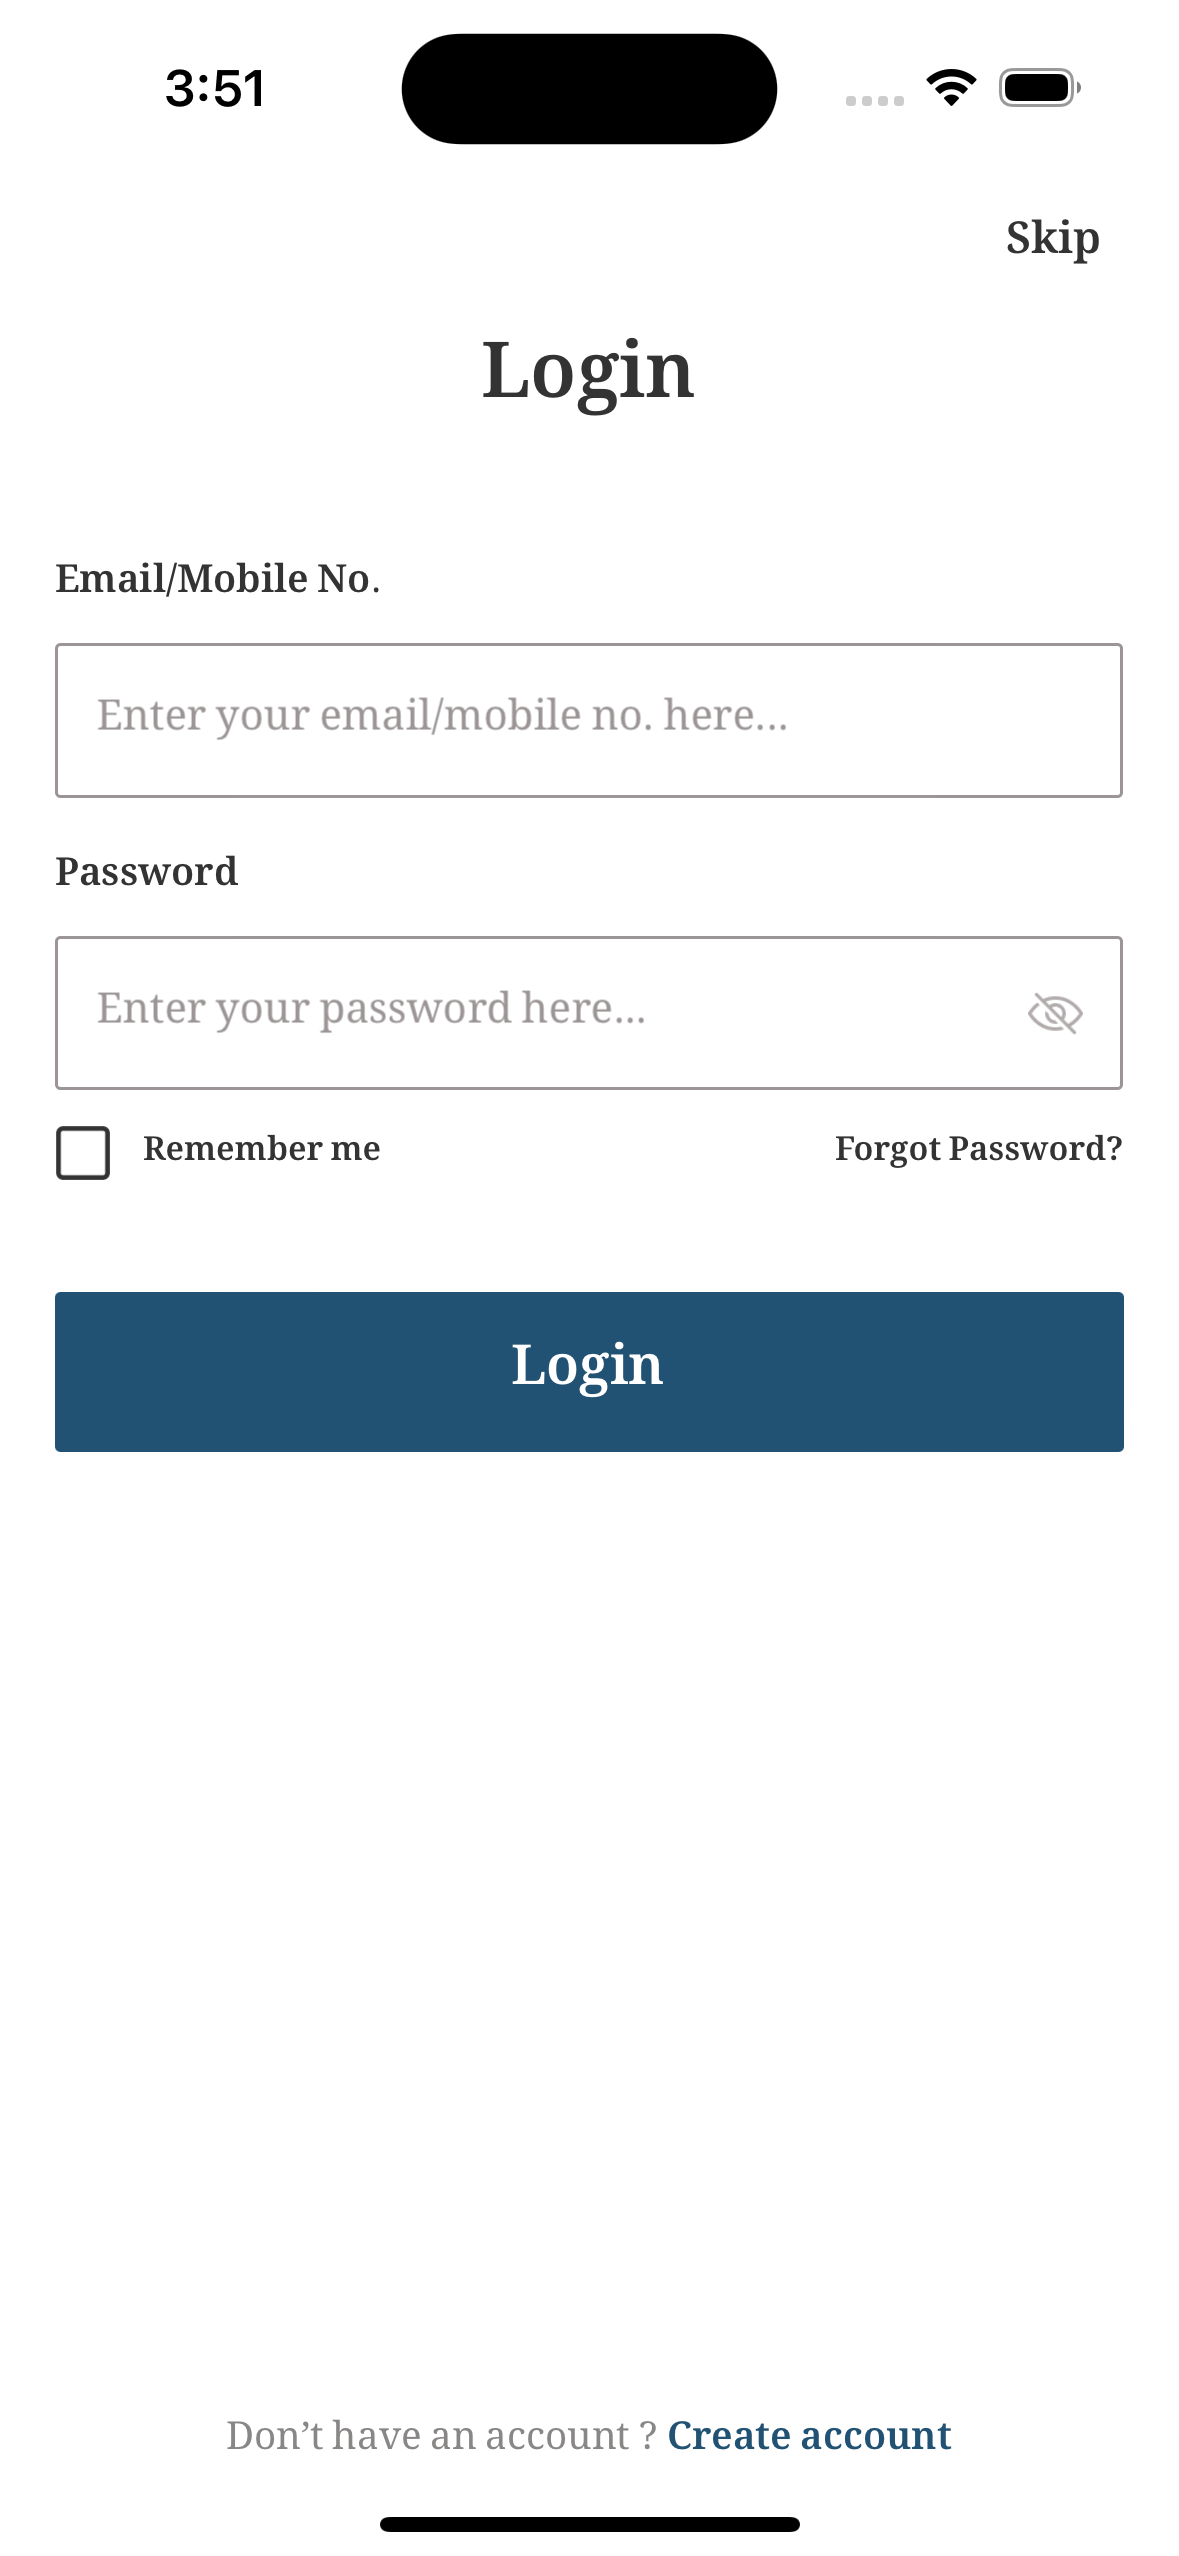 3:51
Skip
Login
Email/Mobile No.
Enter your email/mobile no. here...
Password
Enter your password here...
Remember me
Forgot Password?
Login
Don’t have an account ? Create account